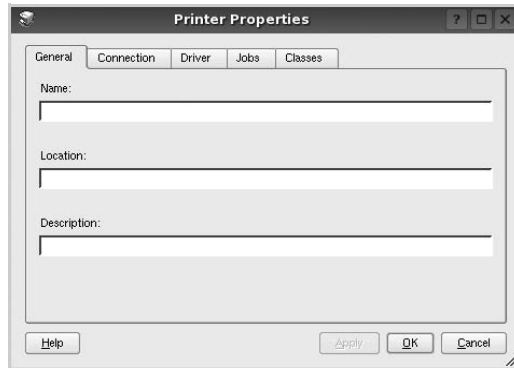 Printer Properties
?
General Connection Driver Jobs Classes
Name:
Location:
Description:
Help Apply OK Cancel